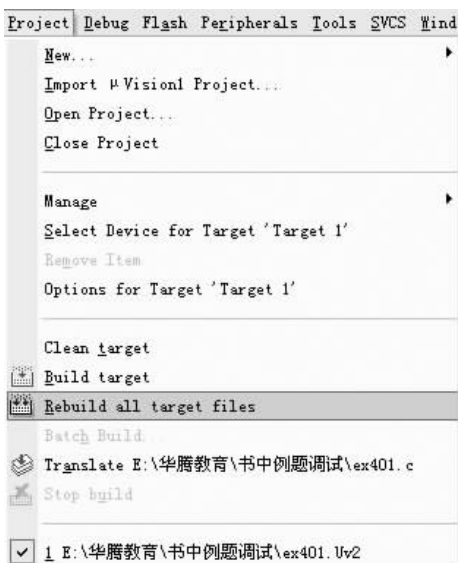 Project Debug Flash Peripherals Tools SVCS Wind
New...
Import μVision1 Project...
Open Project...
Close Project
Manage
Select Device for Target 'Target 1'
Remove Item
Options for Target 'Target 1'
Clean target
Build target
Rebuild all target files
Batch Build...
Translate E:\华腾教育\书中例题调试\ex401.c
Stop build
1 E:\华腾教育\书中例题调试\ex401.Uv2